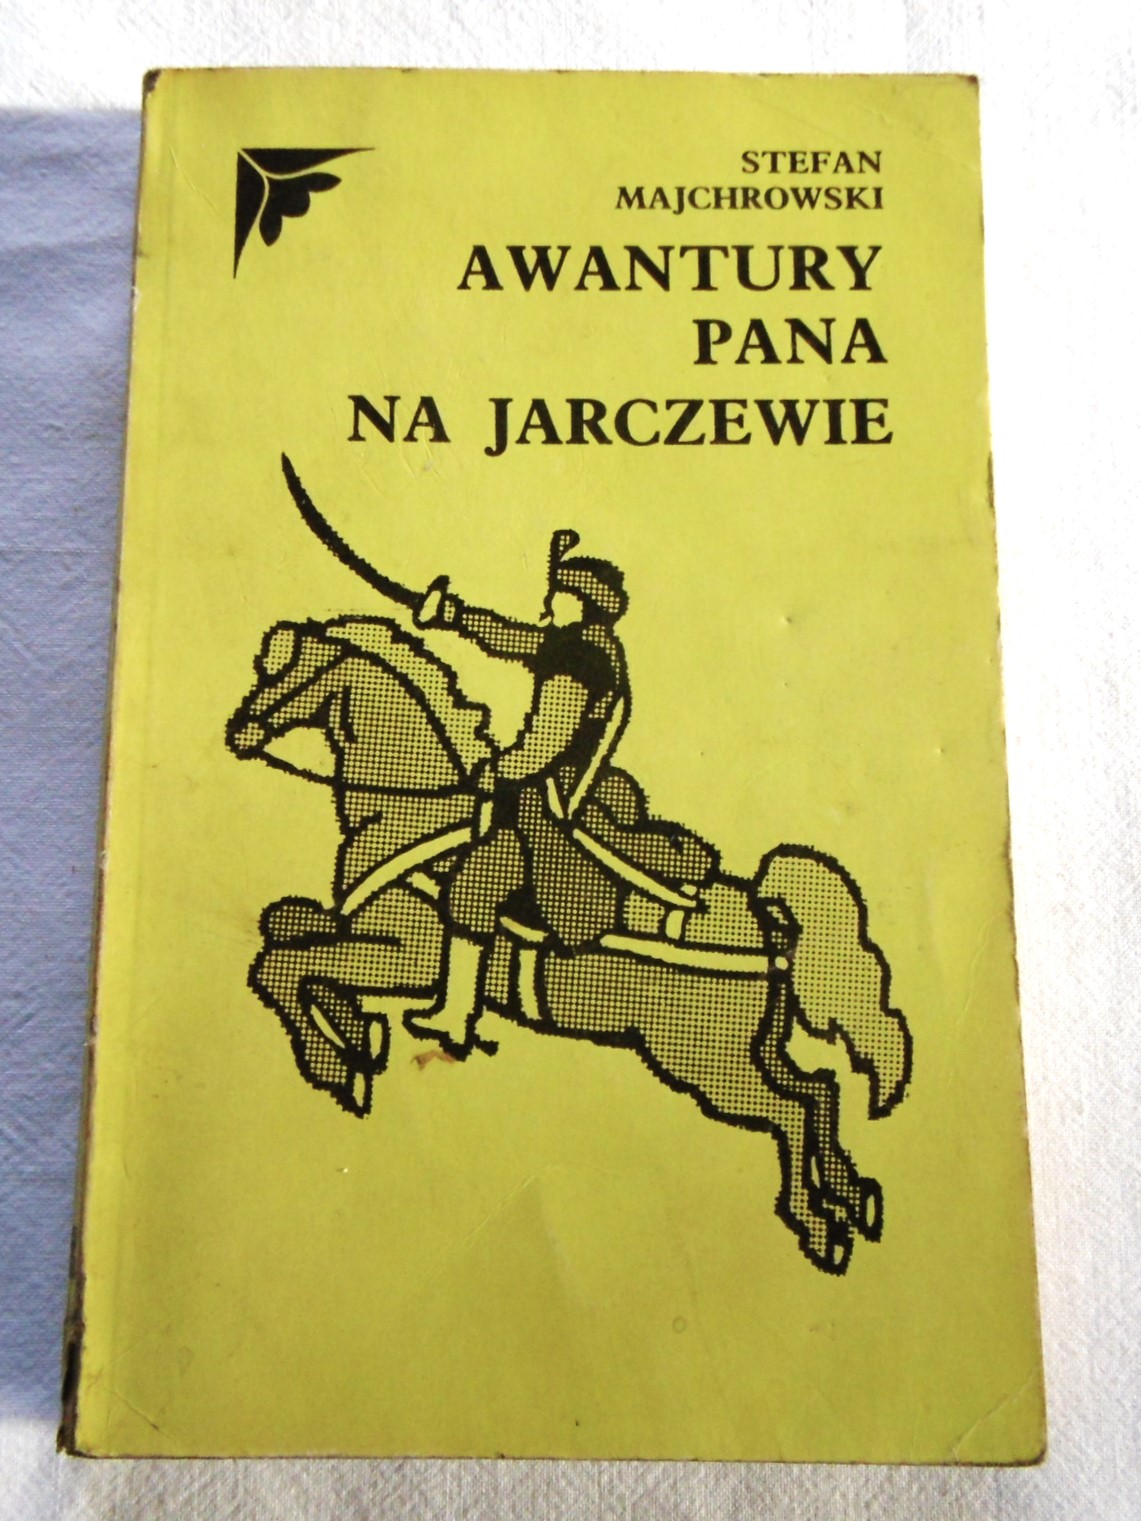 STEFAN
MAJCHROWSKI
AWANTURY
PANA
NA JARCZEWIE